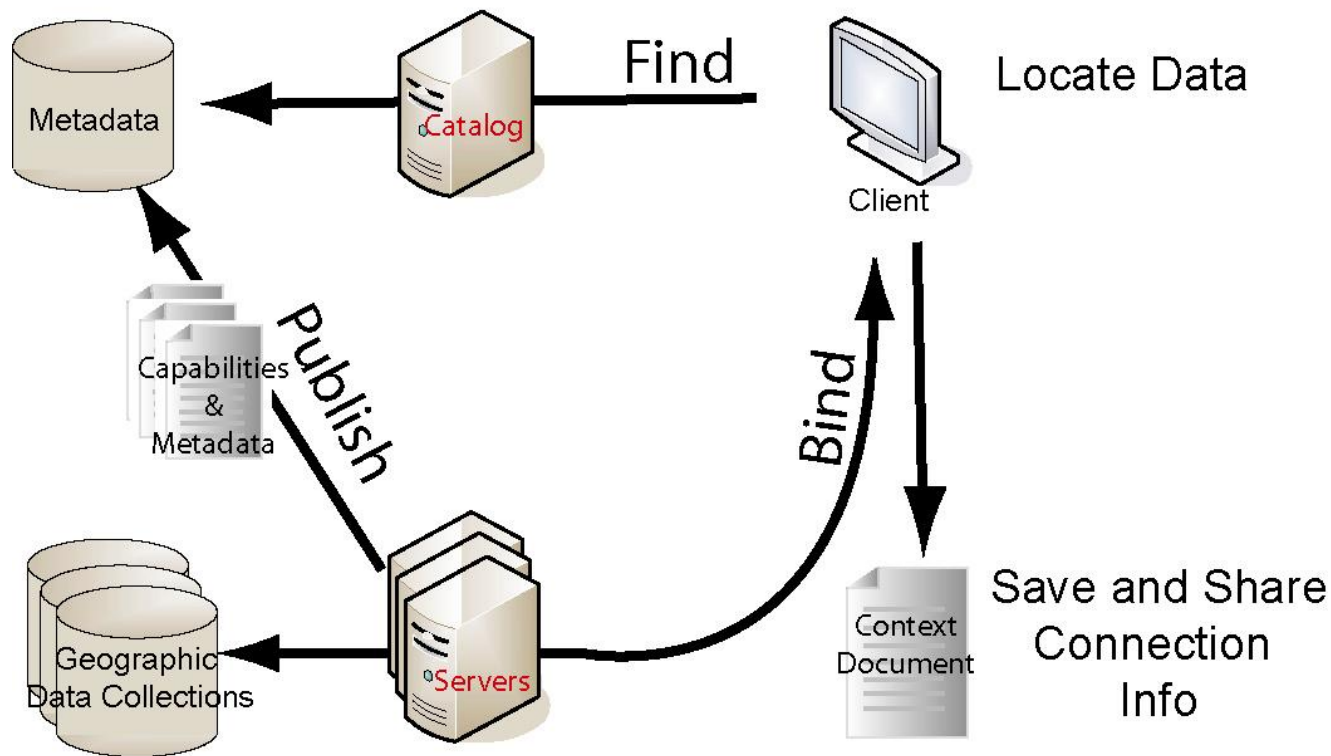 Find
Locate Data
Metadata
Catalog
Client
Publish
Capabilities
&
Metadata
Bind
Geographic
Data Collections
Servers
Context
Document
Save and Share
Connection
Info